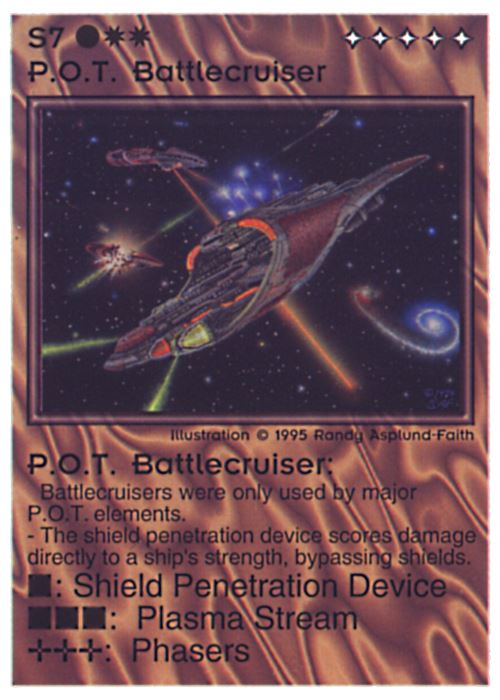 S7
P.O.T. Battlecruiser
Illustration © 1995 Randy Asplund-Faith
P.O.T. Battlecruiser:
Battlecruisers were only used by major
P.O.T. elements.
- The shield penetration device scores damage
directly to a ship's strength, bypassing shields.
■: Shield Penetration Device
■■■: Plasma Stream
✛✛✛: Phasers